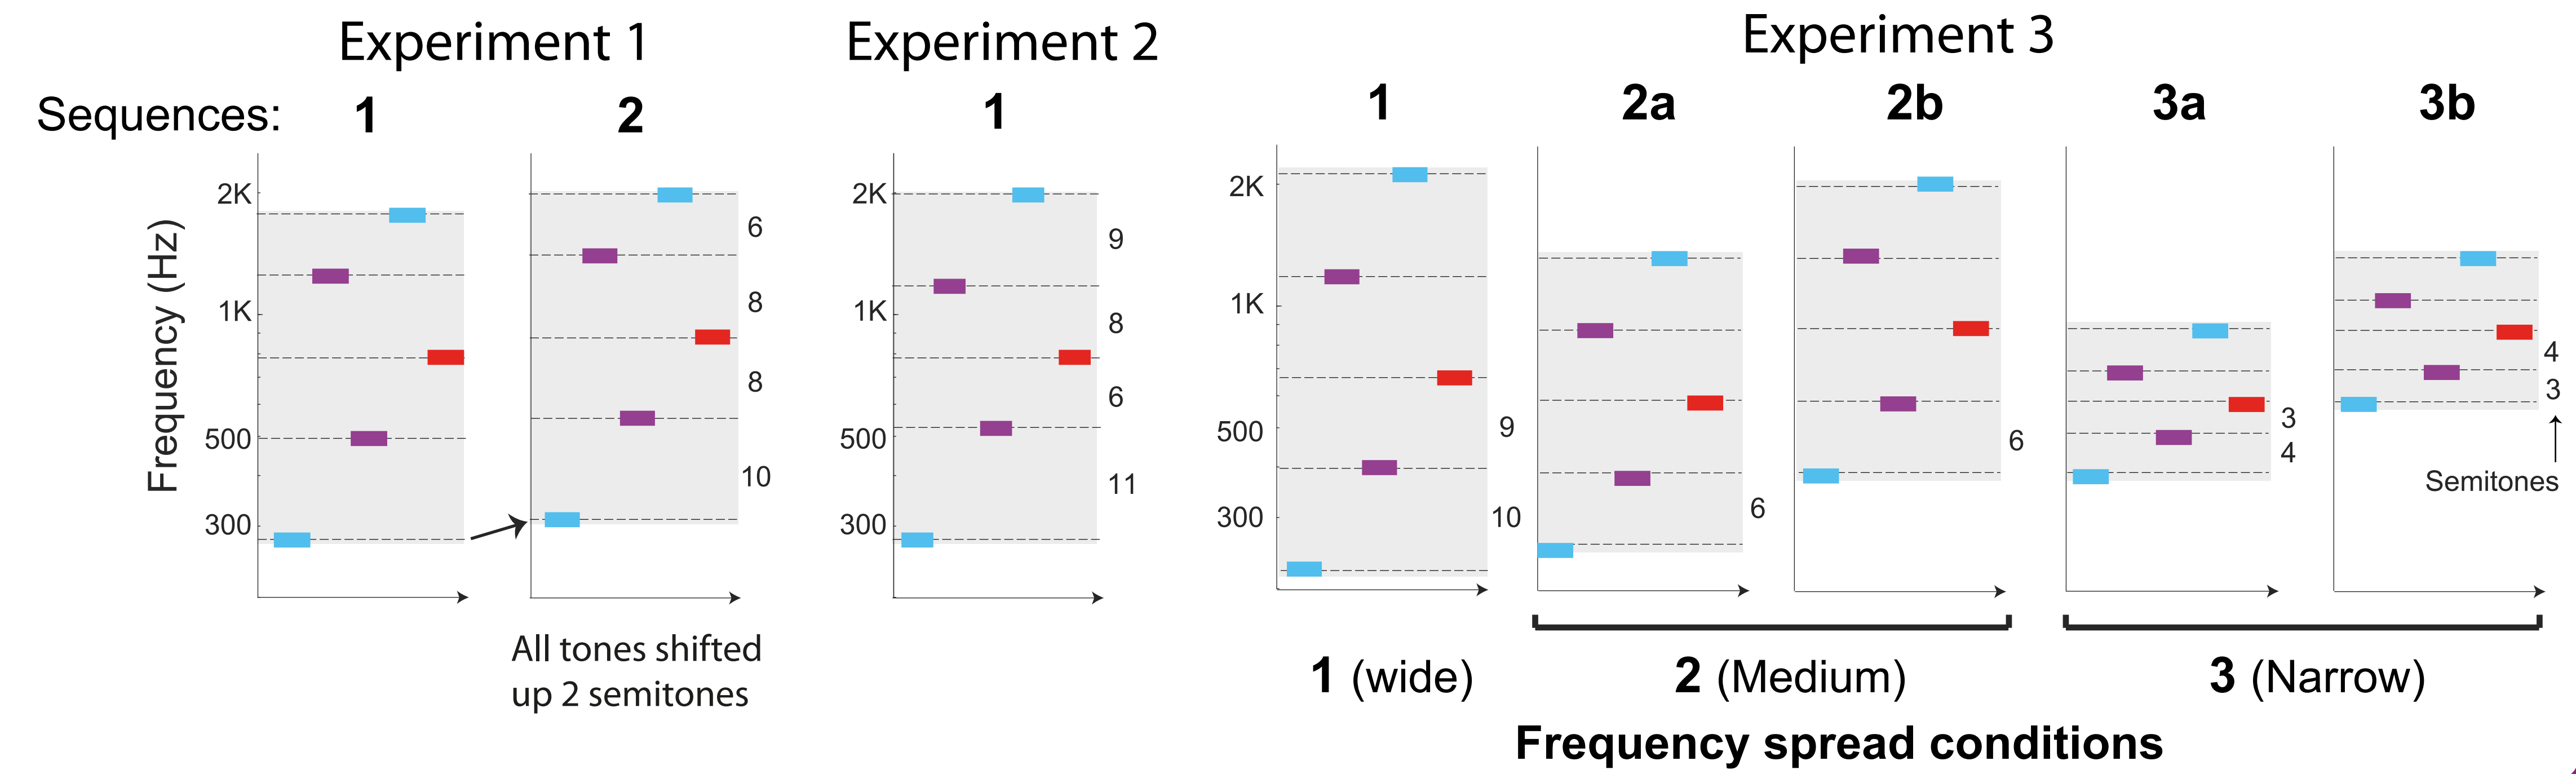 Experiment 1
Experiment 2
Experiment 3
Sequences: 1 2 1 1 2a 2b 3a 3b
Frequency (Hz)
2K
1K
500
300
6
8
8
10
2K
1K
500
300
9
8
6
11
2K
1K
500
300
9
10
6
6
3
4
4
3
Semitones
All tones shifted
up 2 semitones
1 (wide)
2 (Medium)
3 (Narrow)
Frequency spread conditions